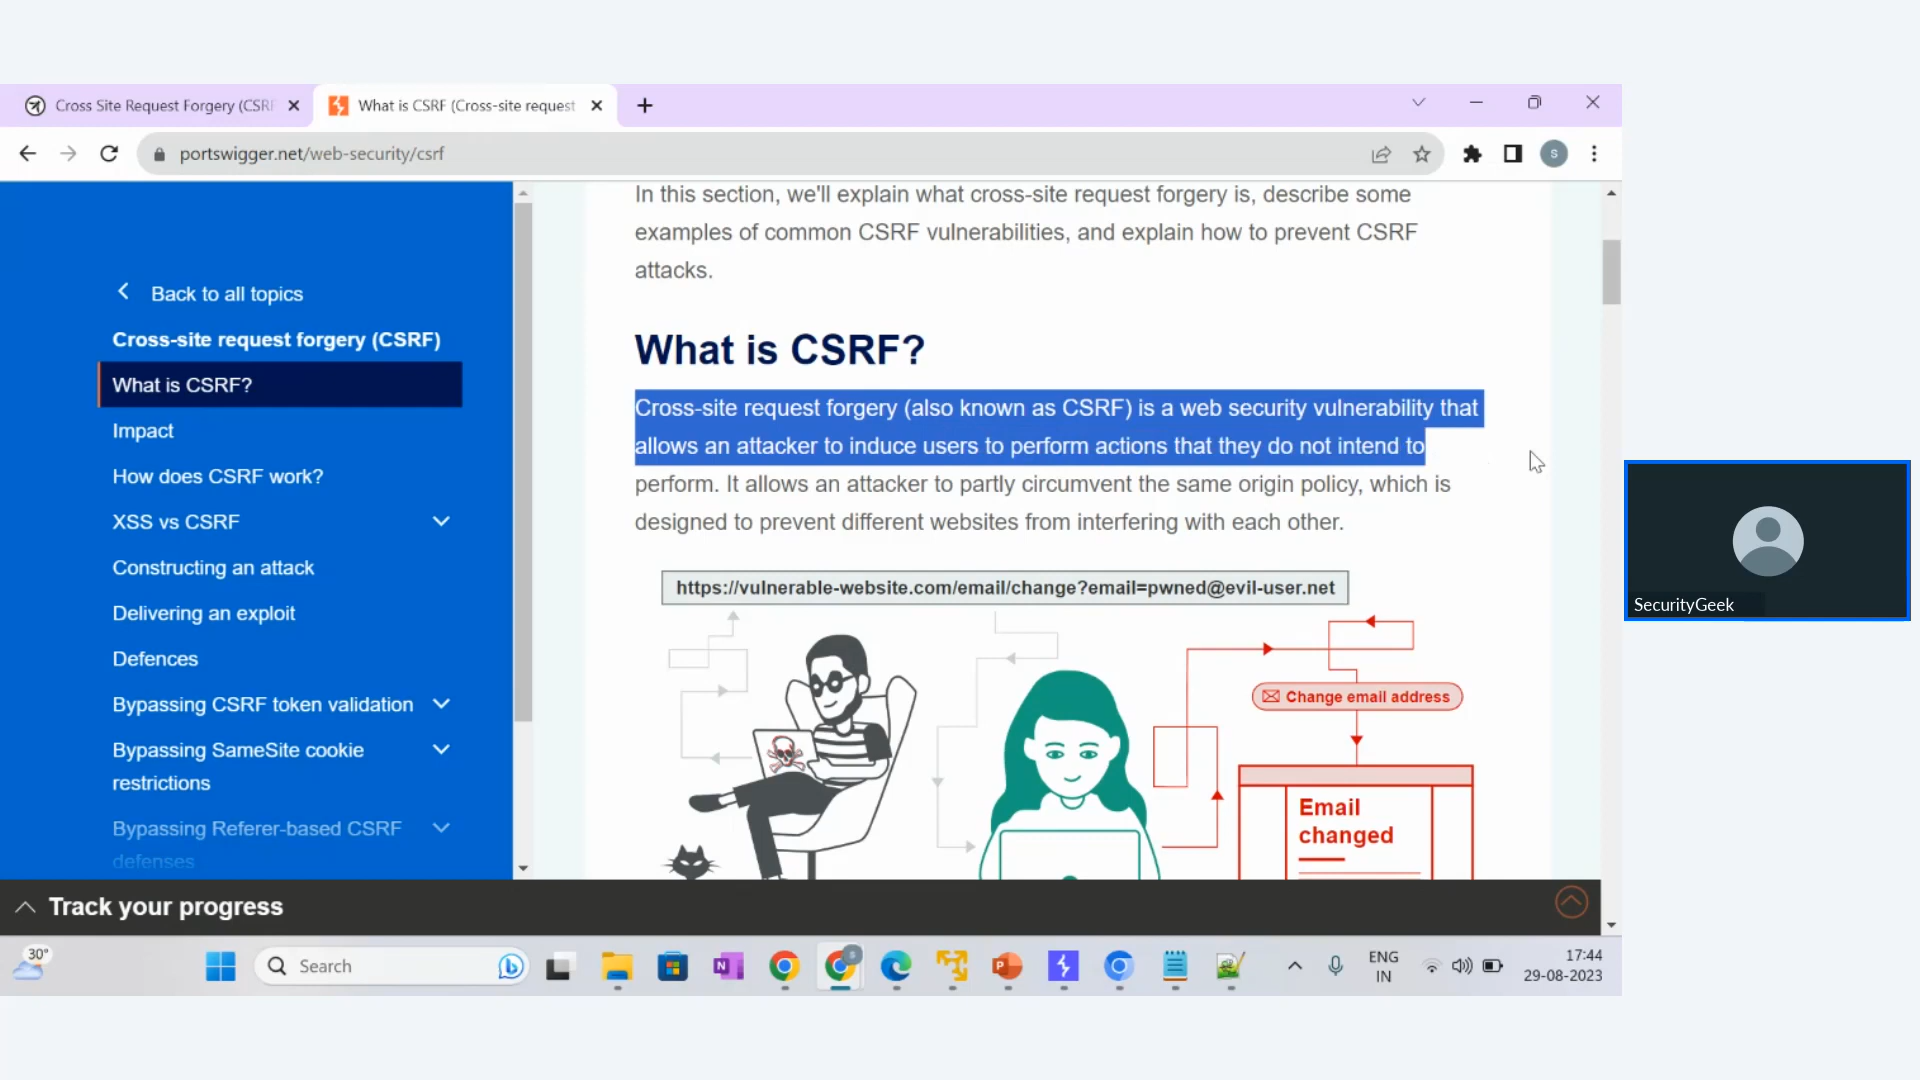 Cross Site Request Forgery (CSRF
What is CSRF (Cross-site request
portswigger.net/web-security/csrf
S
Back to all topics
Cross-site request forgery (CSRF)
What is CSRF?
Impact
How does CSRF work?
XSS vs CSRF
Constructing an attack
Delivering an exploit
Defences
Bypassing CSRF token validation
Bypassing SameSite cookie
restrictions
Bypassing Referer-based CSRF
defenses
In this section, we'll explain what cross-site request forgery is, describe some
examples of common CSRF vulnerabilities, and explain how to prevent CSRF
attacks.
What is CSRF?
Cross-site request forgery (also known as CSRF) is a web security vulnerability that
allows an attacker to induce users to perform actions that they do not intend to
perform. It allows an attacker to partly circumvent the same origin policy, which is
designed to prevent different websites from interfering with each other.
https://vulnerable-website.com/email/change?email=pwned@evil-user.net
Change email address
Email
changed
SecurityGeek
Track your progress
30°
Search
ENG
IN
17:44
29-08-2023